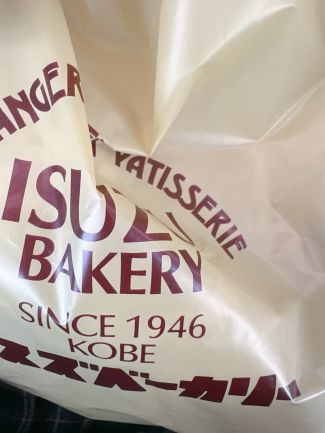 ANGER
PATISSERIE
ISUZU
BAKERY
SINCE 1946
KOBE
スズベーカリー